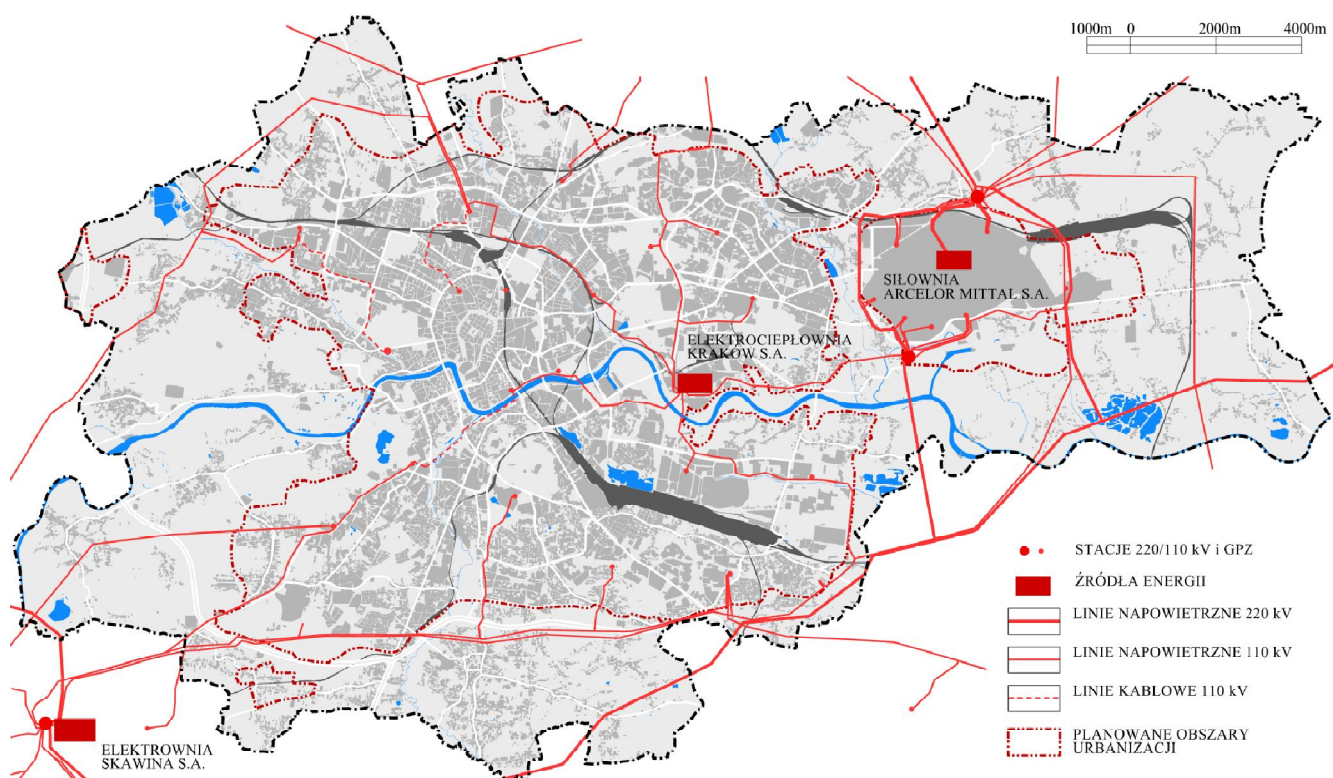 1000m 0 2000m 4000m
SIŁOWNIA
ARCELOR MITTAL S.A.
ELEKTROCIEPŁOWNIA
KRAKÓW S.A.
STACJE 220/110 kV i GPZ
ŹRÓDŁA ENERGII
LINIE NAPOWIETRZNE 220 kV
LINIE NAPOWIETRZNE 110 kV
LINIE KABLOWE 110 kV
PLANOWANE OBSZARY
URBANIZACJI
ELEKTROWNIA
SKAWINA S.A.